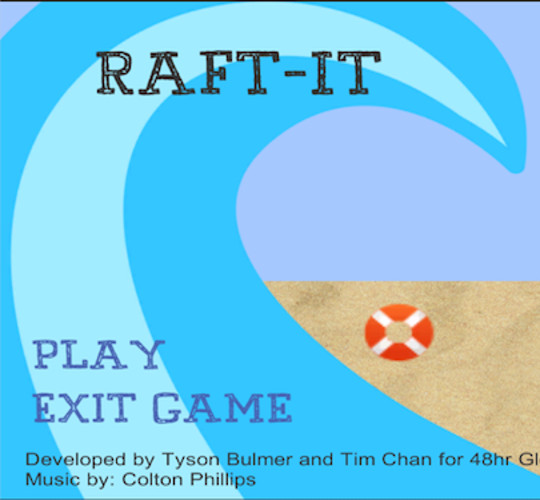 RAFT-IT
PLAY
EXIT GAME
Developed by Tyson Bulmer and Tim Chan for 48hr
Music by: Colton Phillips